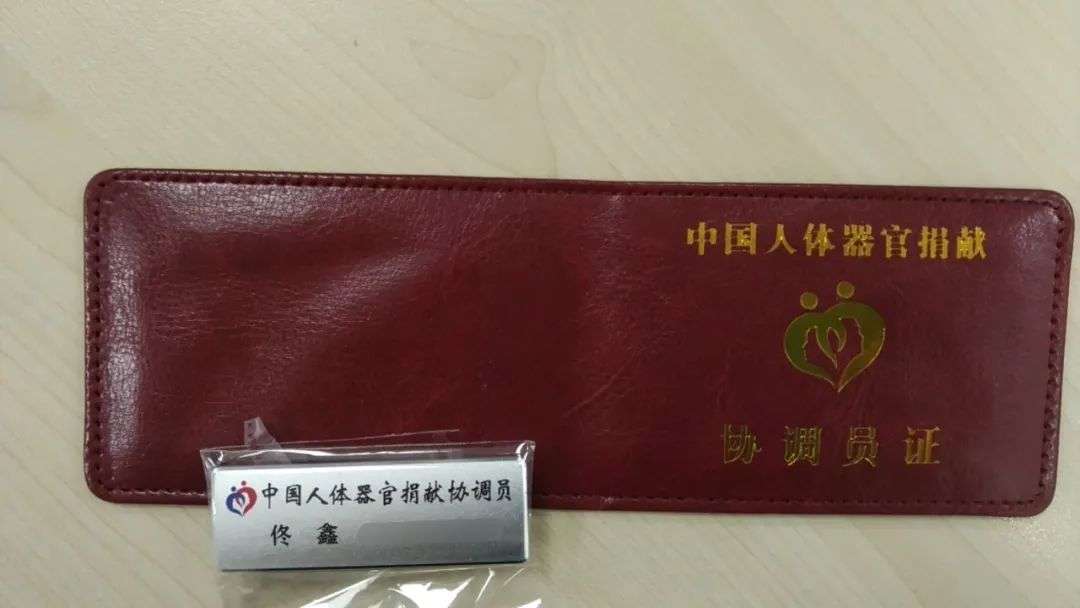 中国人体器官捐献
协调员证
中国人体器官捐献协调员
佟 鑫